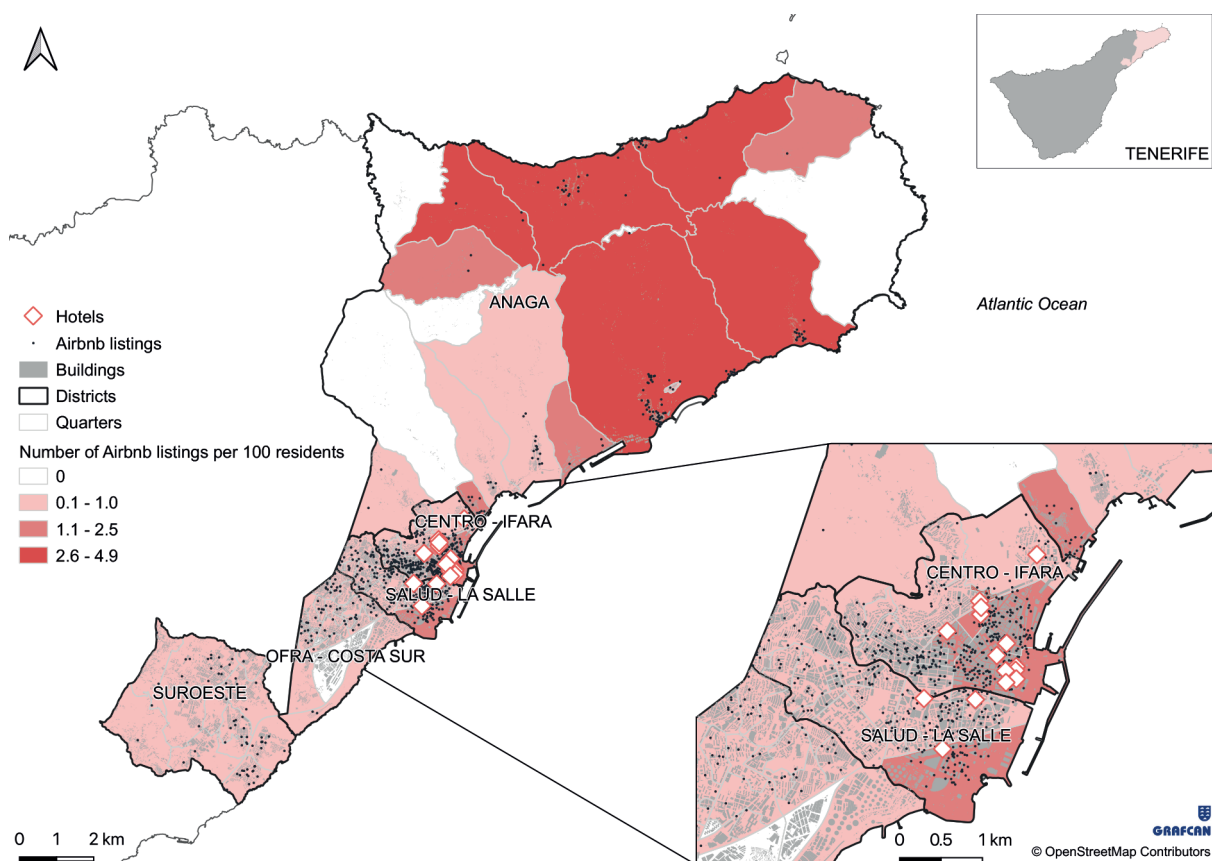 TENERIFE
Atlantic Ocean
ANAGA
Hotels
Airbnb listings
Buildings
Districts
Quarters
Number of Airbnb listings per 100 residents
0
0.1 - 1.0
1.1 - 2.5
2.6 - 4.9
CENTRO - IFARA
SALUD - LA SALLE
OFRA - COSTA SUR
SUROESTE
0 1 2 km
CENTRO - IFARA
SALUD - LA SALLE
0 0.5 1 km
GRAFCAN
© OpenStreetMap Contributors